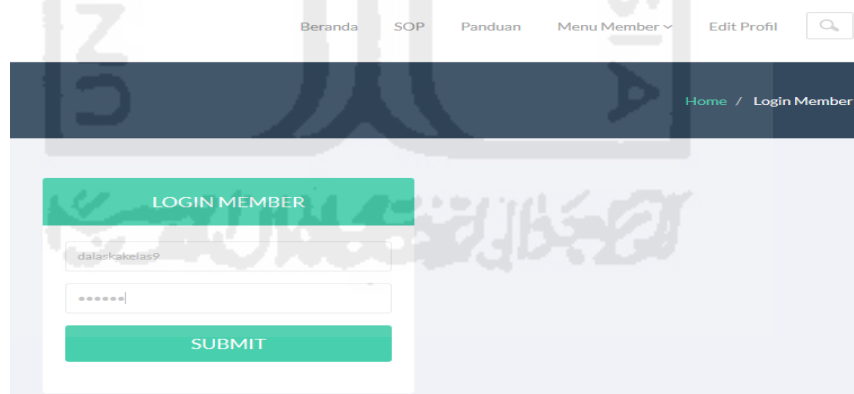 Beranda SOP Panduan Menu Member Edit Profil
Home / Login Member
LOGIN MEMBER
dalaskakelas9
••••••
SUBMIT